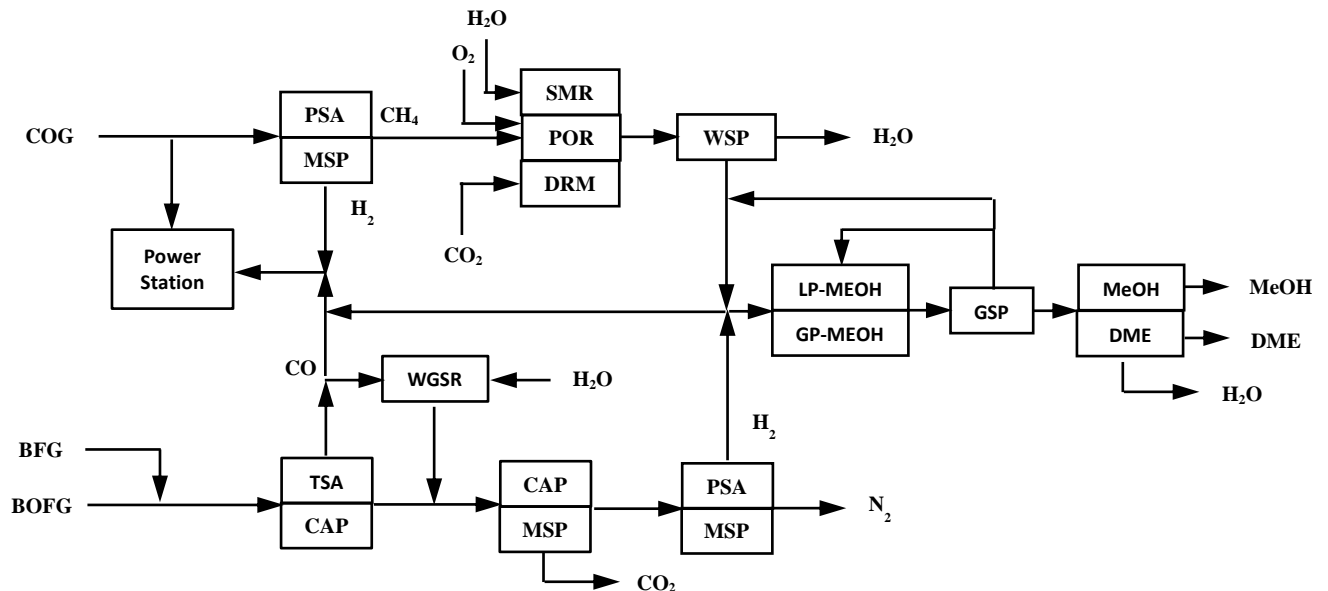 H₂O
O₂
SMR
PSA
CH₄
COG
POR
WSP
H₂O
MSP
DRM
H₂
Power
Station
CO₂
LP-MEOH
MeOH
MeOH
GSP
GP-MEOH
DME
DME
CO
WGSR
H₂O
H₂O
H₂
BFG
TSA
CAP
PSA
BOFG
N₂
CAP
MSP
MSP
CO₂